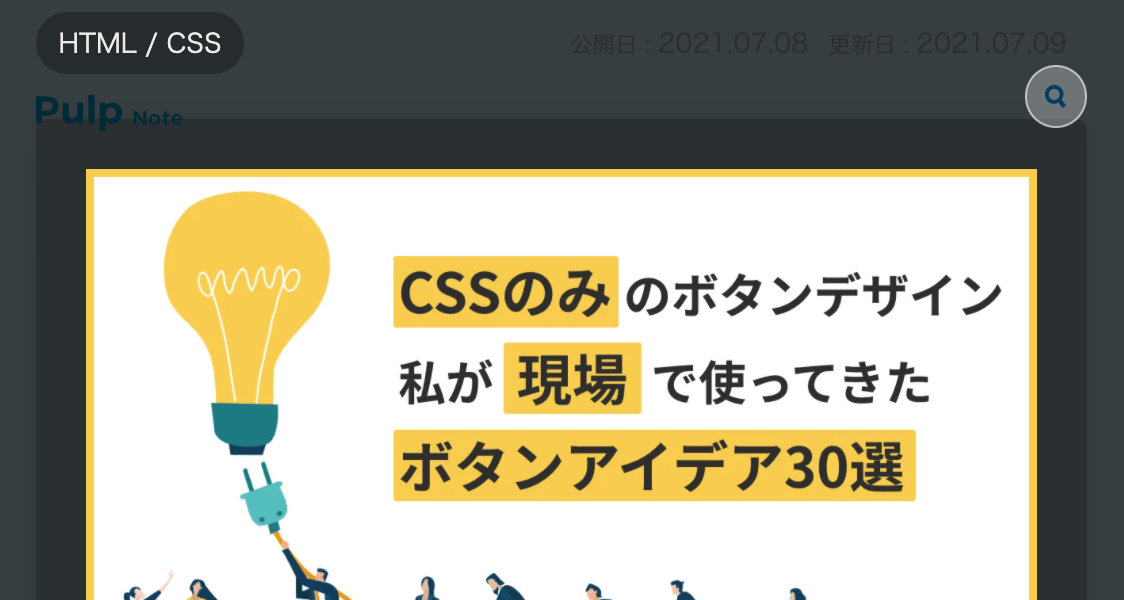 HTML / CSS
公開日 : 2021.07.08 更新日 : 2021.07.09
Pulp Note
CSSのみのボタンデザイン
私が現場で使ってきた
ボタンアイデア30選